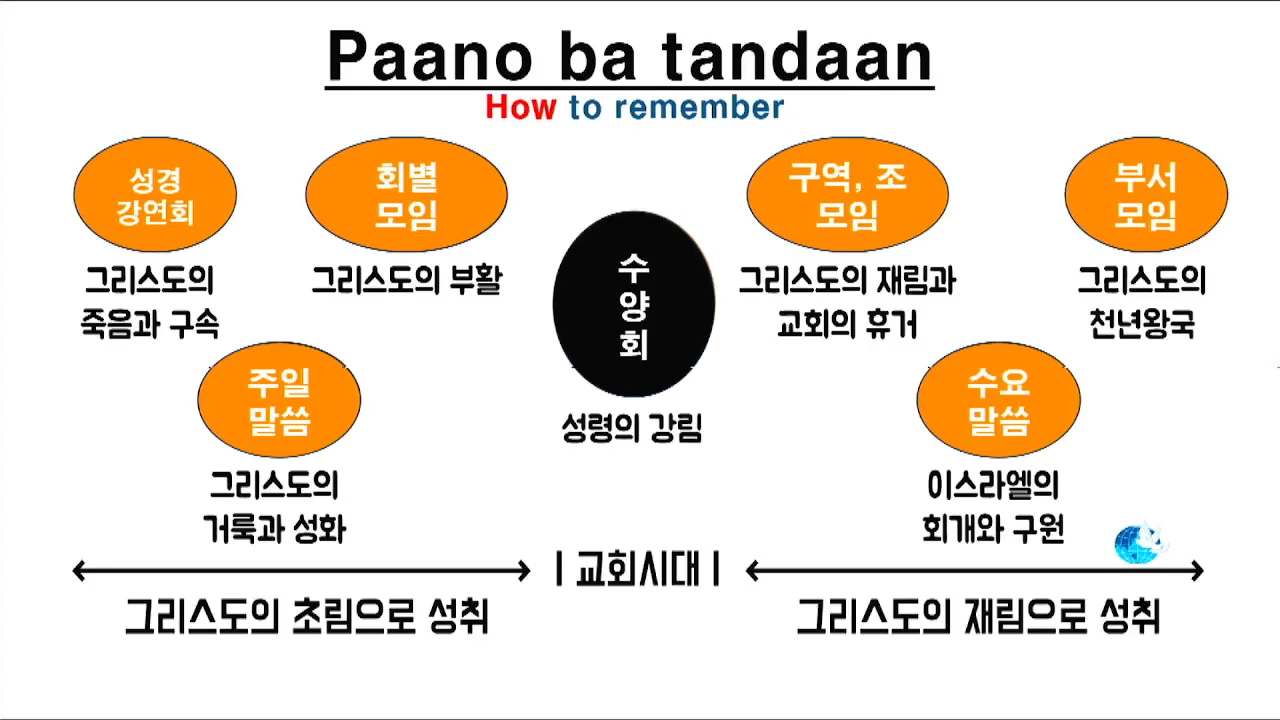 Paano ba tandaan
How to remember
성경
강연회
그리스도의
죽음과 구속
주일
말씀
그리스도의
거룩과 성화
회별
모임
그리스도의 부활
수
양
회
성령의 강림
구역, 조
모임
그리스도의 재림과
교회의 휴거
수요
말씀
이스라엘의
회개와 구원
부서
모임
그리스도의
천년왕국
| 교회시대 |
그리스도의 초림으로 성취
그리스도의 재림으로 성취